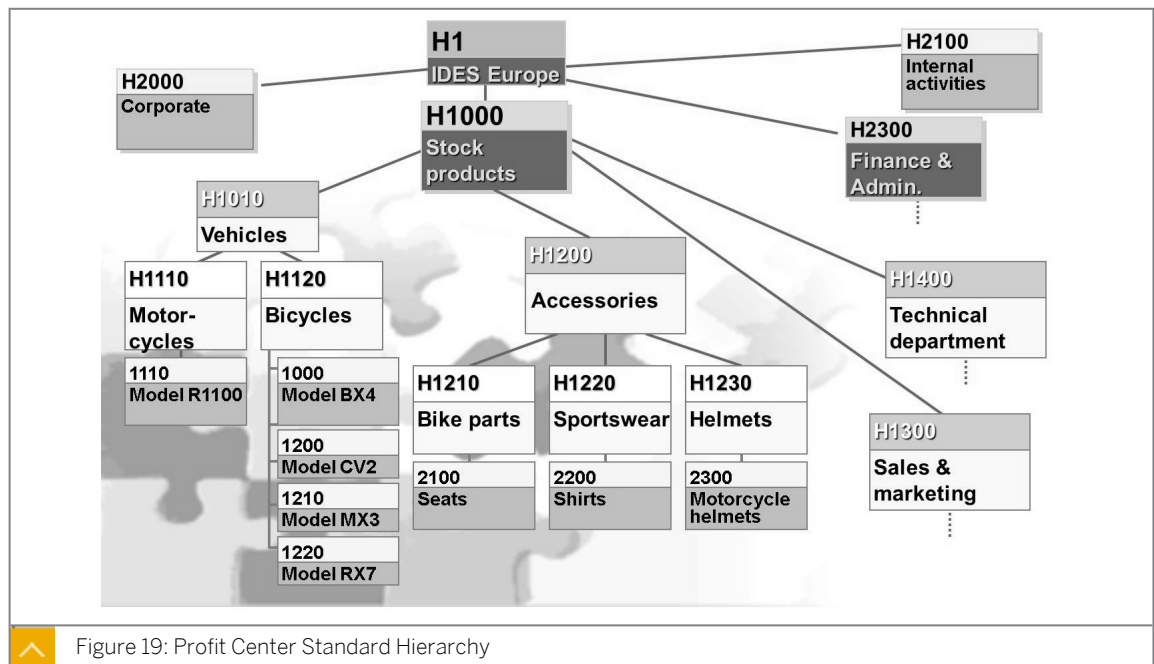 H1
IDES Europe
H2100
Internal
activities
H2000
Corporate
H1000
Stock
products
H2300
Finance &
Admin.
H1010
Vehicles
H1200
Accessories
H1400
Technical
department
H1110
Motor-
cycles
H1120
Bicycles
1110
Model R1100
1000
Model BX4
1200
Model CV2
1210
Model MX3
1220
Model RX7
H1210
Bike parts
H1220
Sportswear
H1230
Helmets
2100
Seats
2200
Shirts
2300
Motorcycle
helmets
H1300
Sales &
marketing
Figure 19: Profit Center Standard Hierarchy